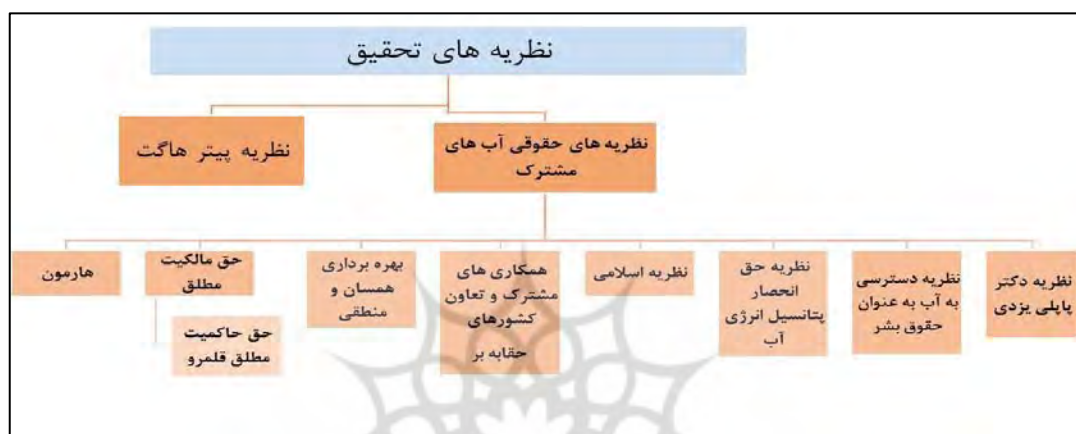 نظریه های تحقیق
نظریه های حقوقی آب های
مشترک
نظریه پیتر هاگت
نظریه دکتر
پاپلی یزدی
نظریه دسترسی
به آب به عنوان
حقوق بشر
نظریه حق
انحصار
پتانسیل انرژی
آب
نظریه اسلامی
همکاری های
مشترک و تعاون
کشورهای
حقابه بر
بهره برداری
همسان و
منطقی
حق مالکیت
مطلق
حق حاکمیت
مطلق قلمرو
هارمون